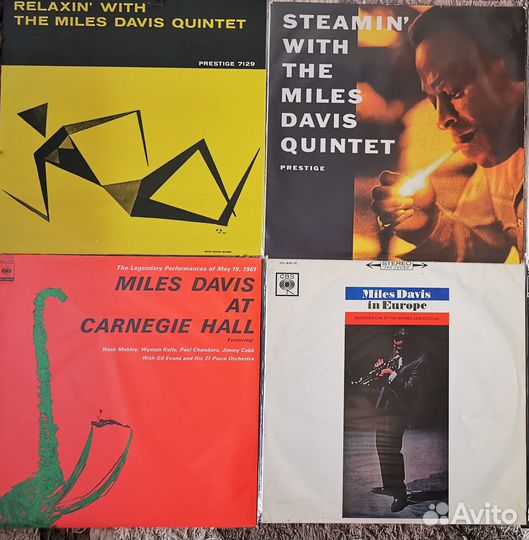 RELAXIN' WITH
THE MILES DAVIS QUINTET
PRESTIGE 7129
STEAMIN'
WITH
THE
MILES
DAVIS
QUINTET
PRESTIGE
The Legendary Performances of May 19, 1961
MILES DAVIS
AT
CARNEGIE HALL
Featuring:
Hank Mobley, Wynton Kelly, Paul Chambers, Jimmy Cobb
With Gil Evans and His 21 Piece Orchestra
CBS
STEREO
Miles Davis
in Europe
RECORDED LIVE AT THE ANTIBES JAZZ FESTIVAL
Avito